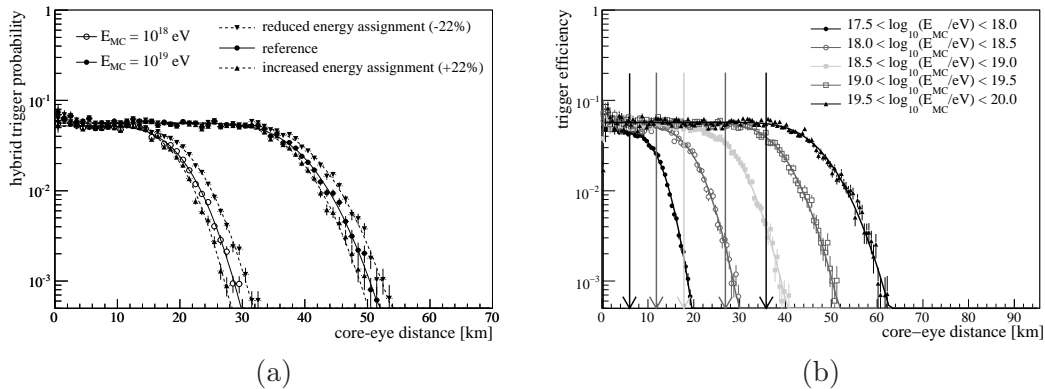 hybrid trigger probability
1
10⁻¹
10⁻²
10⁻³
E_MC = 10¹⁸ eV
E_MC = 10¹⁹ eV
reduced energy assignment (-22%)
reference
increased energy assignment (+22%)
0 10 20 30 40 50 60 70
core-eye distance [km]
(a)
trigger efficiency
1
10⁻¹
10⁻²
10⁻³
17.5 < log₁₀(E_MC/eV) < 18.0
18.0 < log₁₀(E_MC/eV) < 18.5
18.5 < log₁₀(E_MC/eV) < 19.0
19.0 < log₁₀(E_MC/eV) < 19.5
19.5 < log₁₀(E_MC/eV) < 20.0
0 10 20 30 40 50 60 70 80 90
core−eye distance [km]
(b)